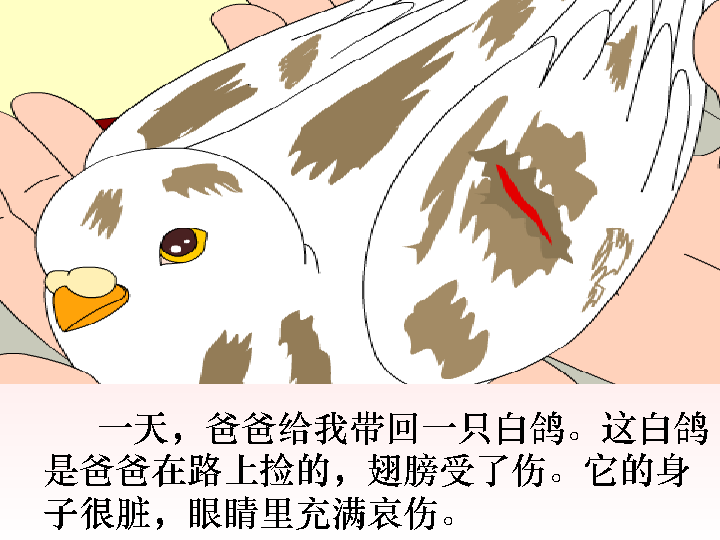 一天，爸爸给我带回一只白鸽。这白鸽
是爸爸在路上捡的，翅膀受了伤。它的身
子很脏，眼睛里充满哀伤。